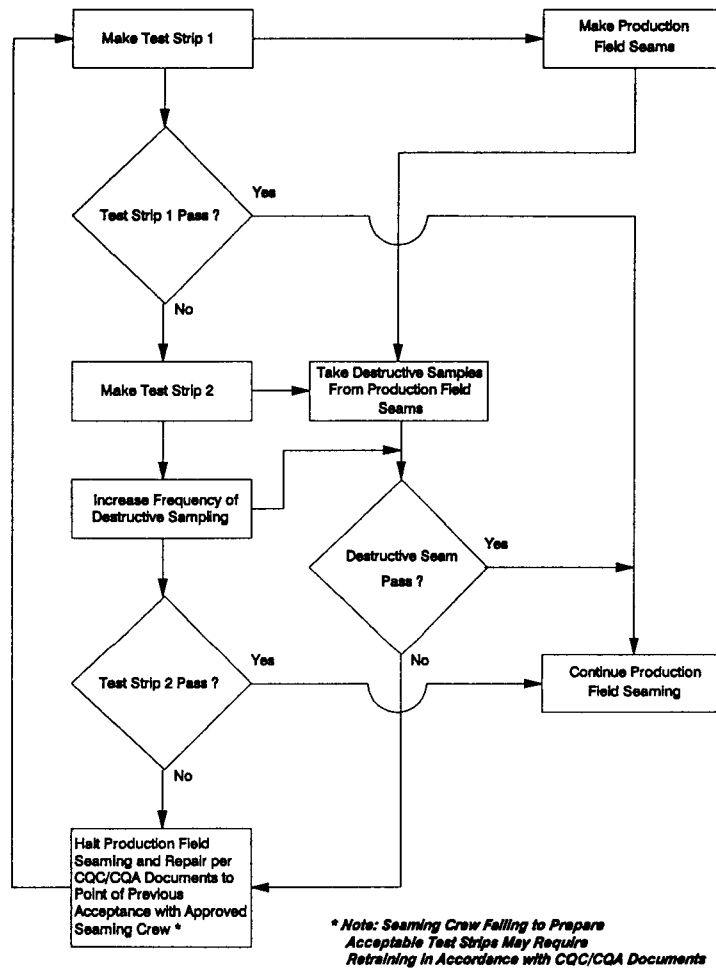 Make Test Strip 1
Make Production
Field Seams
Yes
Test Strip 1 Pass ?
No
Make Test Strip 2
Take Destructive Samples
From Production Field
Seams
Increase Frequency of
Destructive Sampling
Destructive Seam
Pass ?
Yes
No
Test Strip 2 Pass ?
Yes
Continue Production
Field Seaming
No
Halt Production Field
Seaming and Repair per
CQC/CQA Documents to
Point of Previous
Acceptance with Approved
Seaming Crew *
* Note: Seaming Crew Failing to Prepare
Acceptable Test Strips May Require
Retraining in Accordance with CQC/CQA Documents